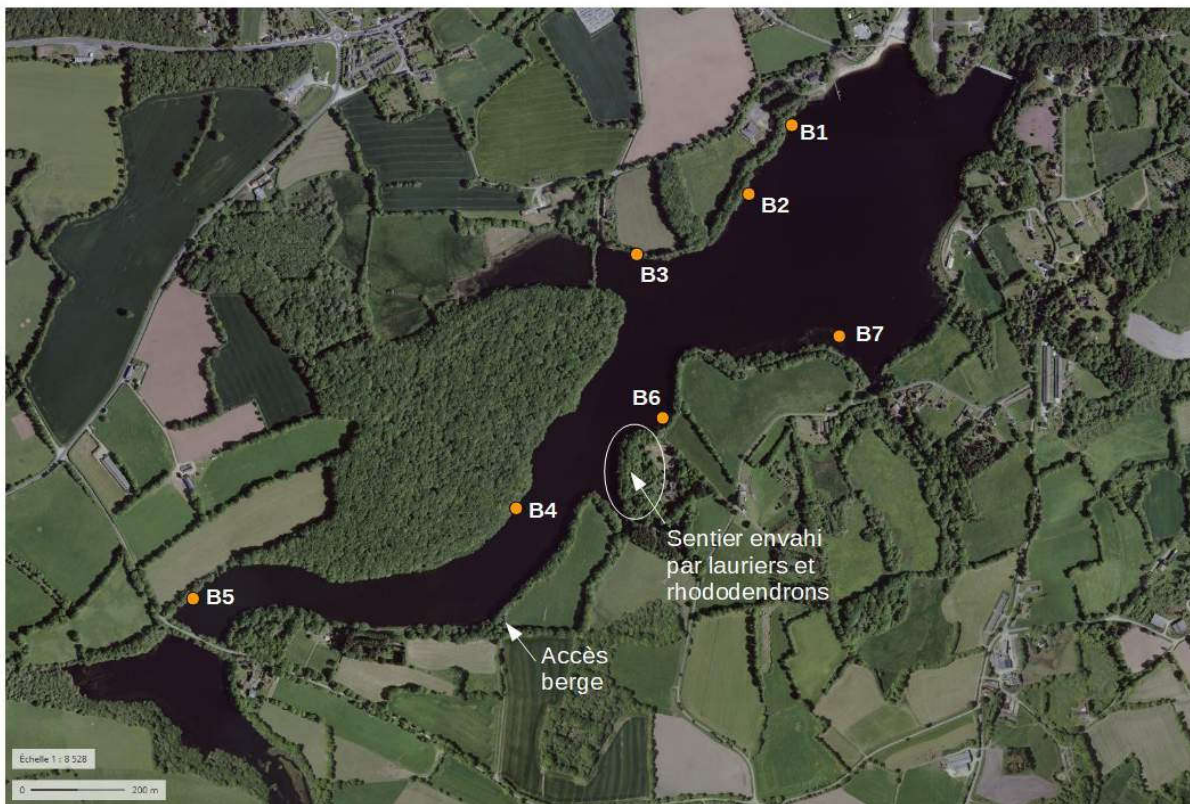 B1
B2
B3
B7
B6
B4
Sentier envahi
par lauriers et
rhododendrons
B5
Accès
berge
Échelle 1 : 8 528
0 200 m